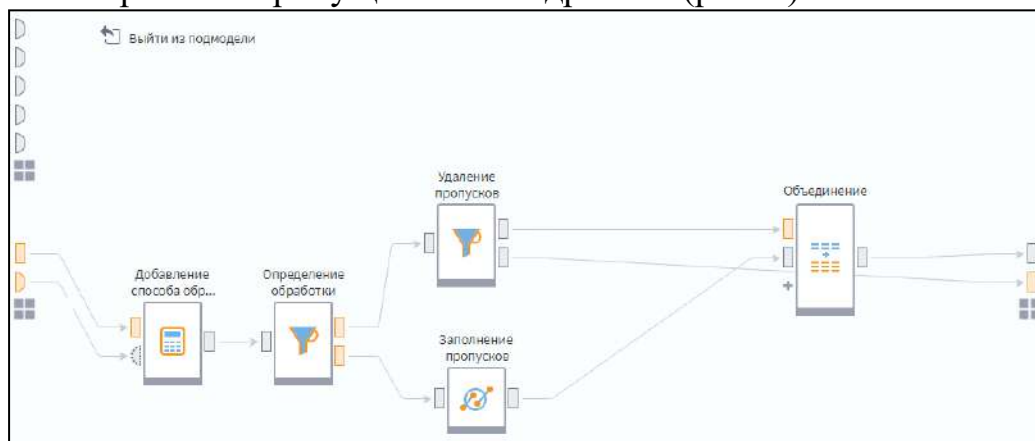 Выйти из подмодели
Удаление
пропусков
Объединение
Добавление
способа обр...
Определение
обработки
Заполнение
пропусков